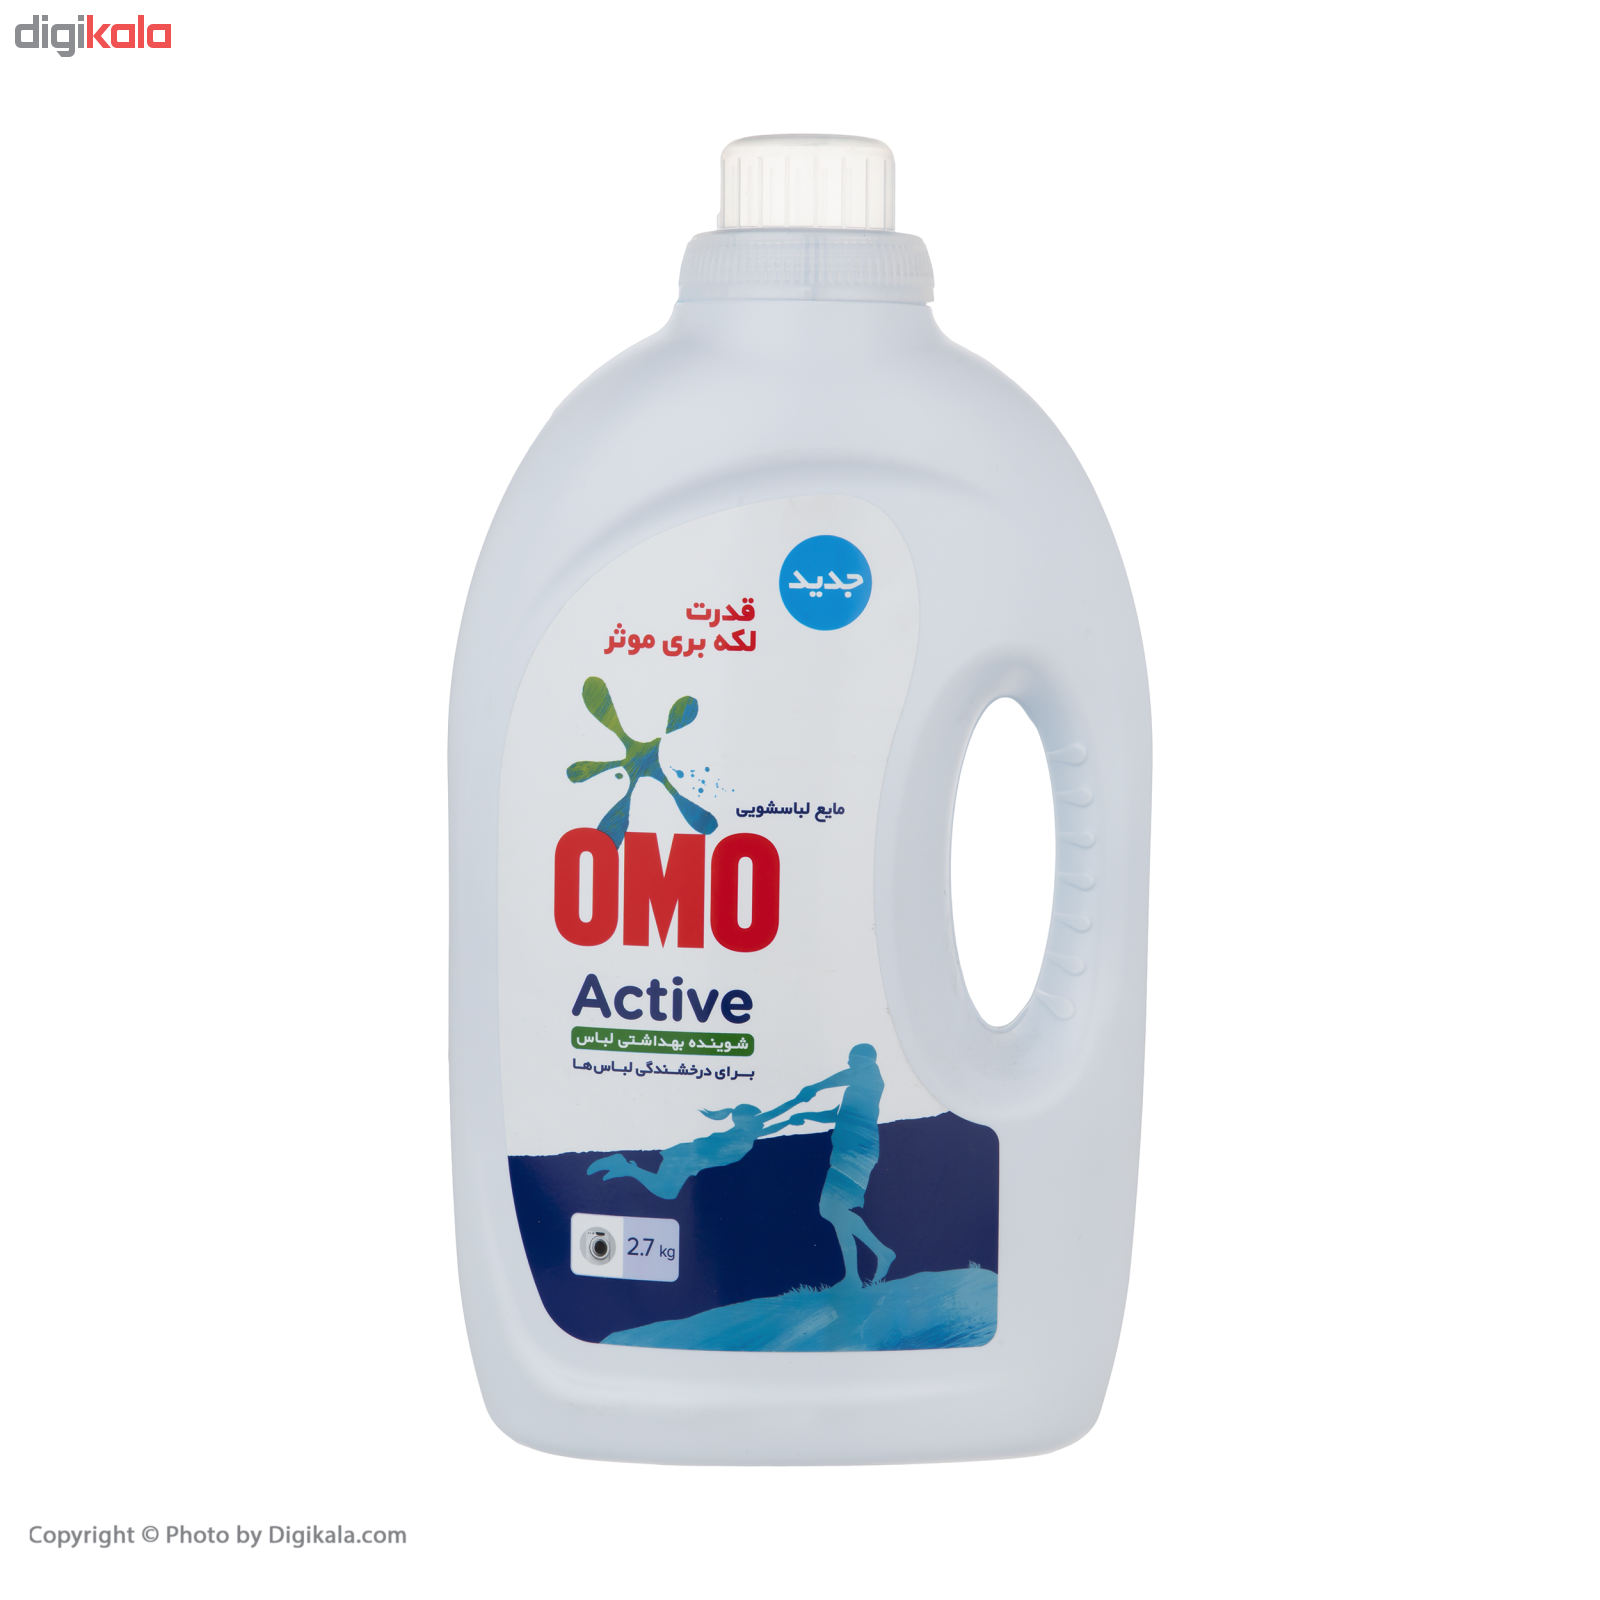 digikala
جدید
قدرت
لکه بری موثر
مایع لباسشویی
OMO
Active
شوینده بهداشتی لباس
برای درخشندگی لباس‌ها
2.7 kg
Copyright © Photo by Digikala.com